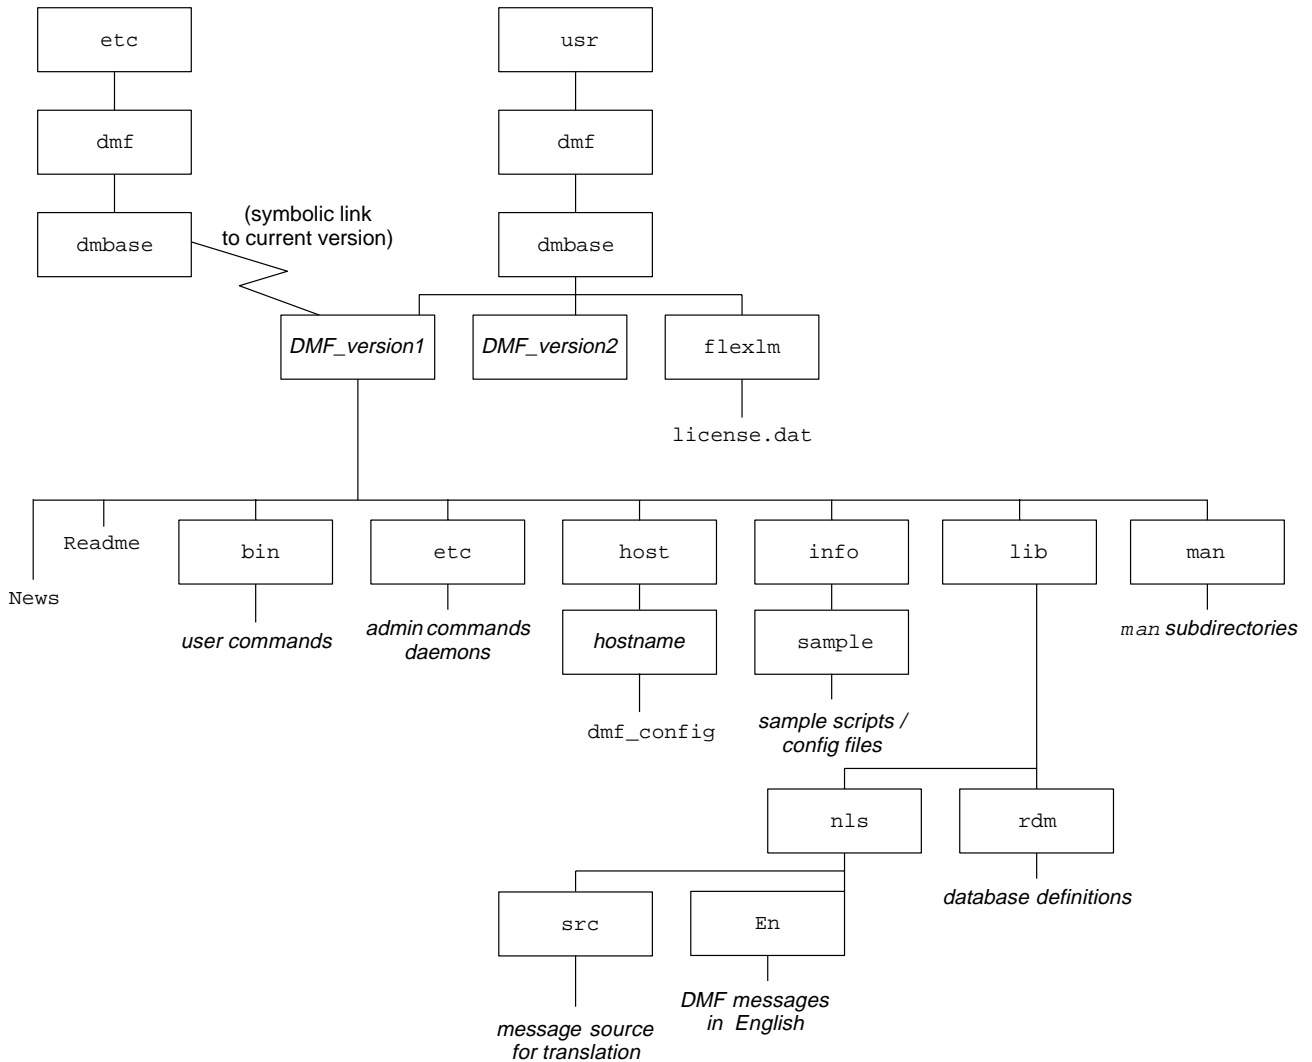 etc
usr
dmf
dmf
(symbolic link
to current version)
dmbase
dmbase
DMF_version1
DMF_version2
flexlm
license.dat
Readme
News
bin
etc
host
info
lib
man
user commands
admin commands
daemons
hostname
sample
man subdirectories
dmf_config
sample scripts /
config files
nls
rdm
database definitions
src
En
DMF messages
in English
message source
for translation